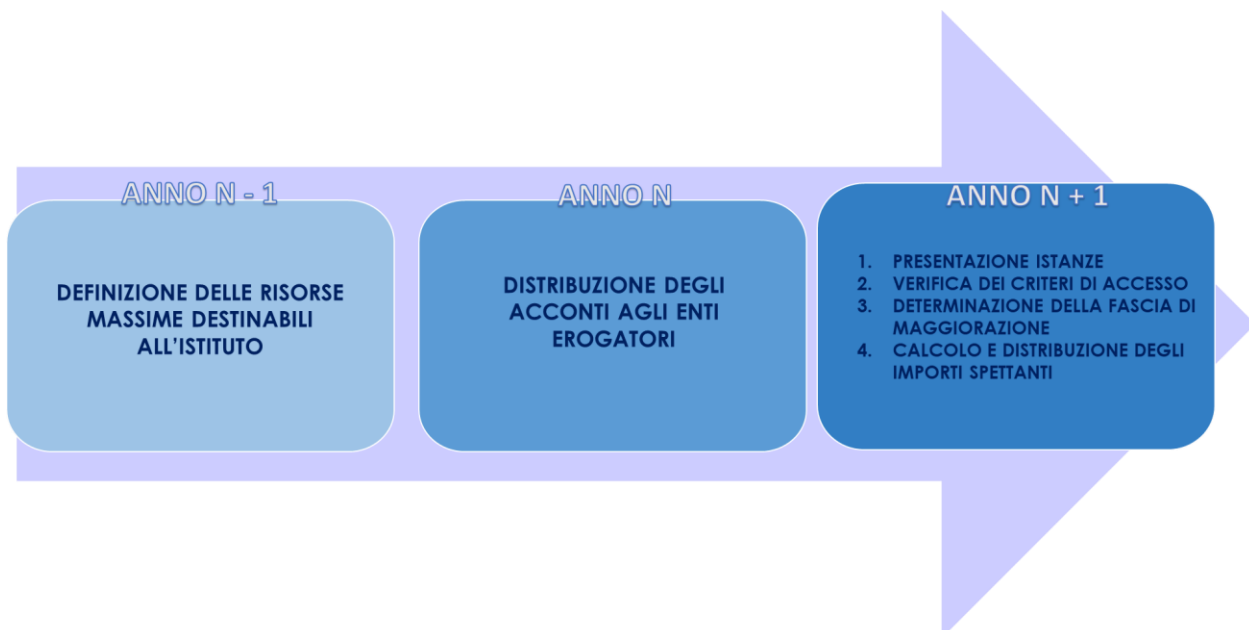 ANNO N - 1
DEFINIZIONE DELLE RISORSE
MASSIME DESTINABILI
ALL'ISTITUTO
ANNO N
DISTRIBUZIONE DEGLI
ACCONTI AGLI ENTI
EROGATORI
ANNO N + 1
1. PRESENTAZIONE ISTANZE
2. VERIFICA DEI CRITERI DI ACCESSO
3. DETERMINAZIONE DELLA FASCIA DI
MAGGIORAZIONE
4. CALCOLO E DISTRIBUZIONE DEGLI
IMPORTI SPETTANTI